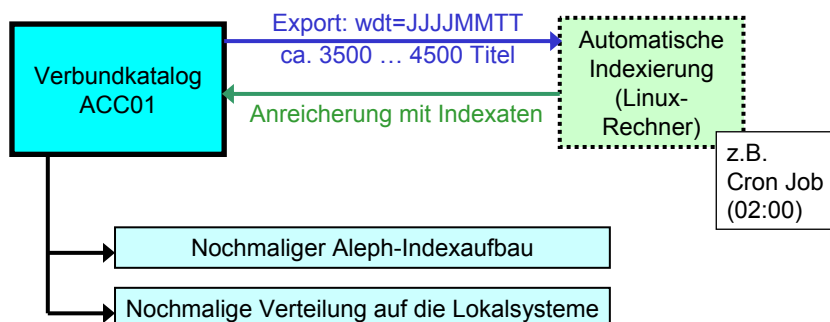 Export: wdt=JJJJMMTT
ca. 3500 … 4500 Titel
Verbundkatalog
ACC01
Anreicherung mit Indexaten
Automatische
Indexierung
(Linux-
Rechner)
z.B.
Cron Job
(02:00)
Nochmaliger Aleph-Indexaufbau
Nochmalige Verteilung auf die Lokalsysteme